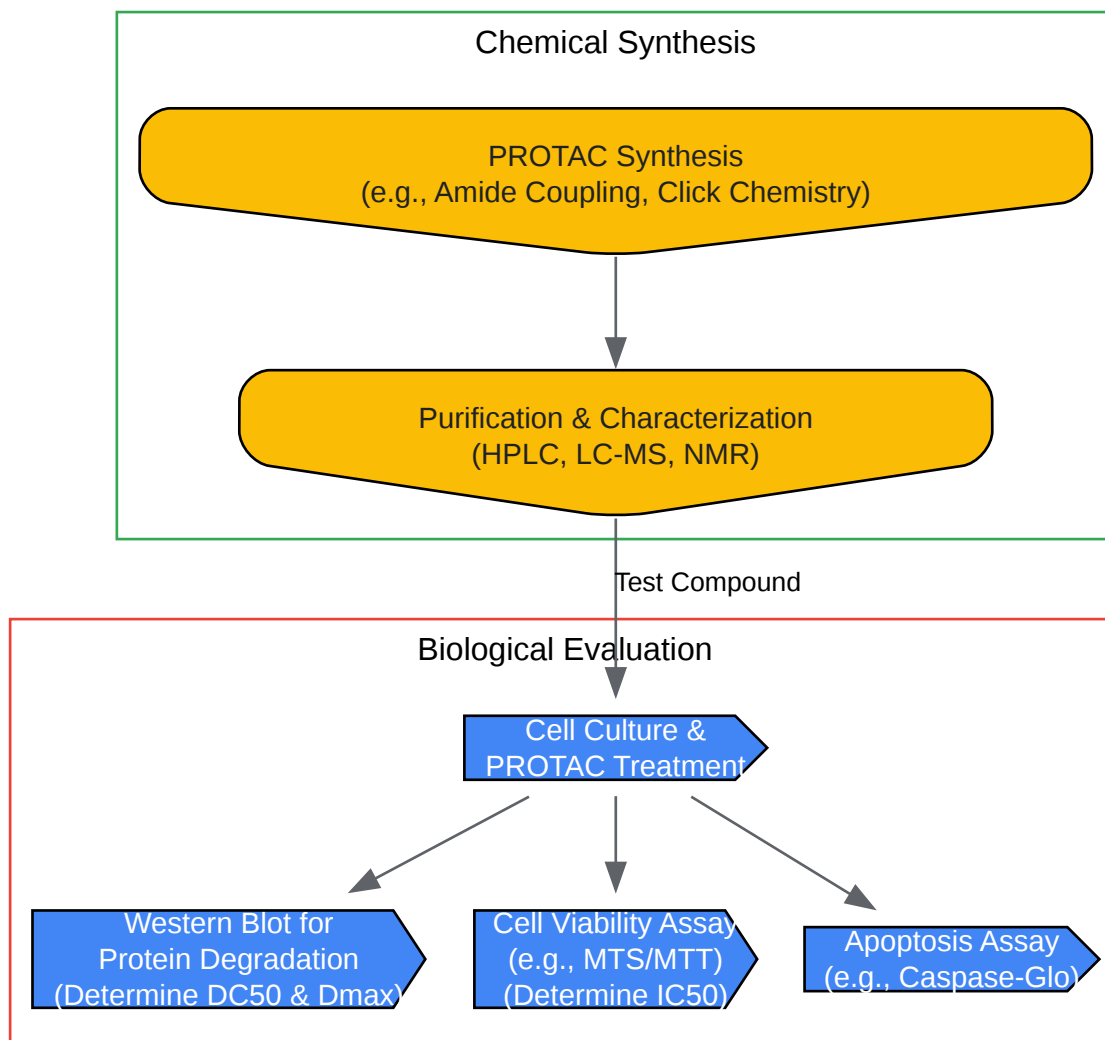 Chemical Synthesis
PROTAC Synthesis
(e.g., Amide Coupling, Click Chemistry)
Purification & Characterization
(HPLC, LC-MS, NMR)
Test Compound
Biological Evaluation
Cell Culture &
PROTAC Treatment
Western Blot for
Protein Degradation
(Determine DC50 & Dmax)
Cell Viability Assay
(e.g., MTS/MTT)
(Determine IC50)
Apoptosis Assay
(e.g., Caspase-Glo)